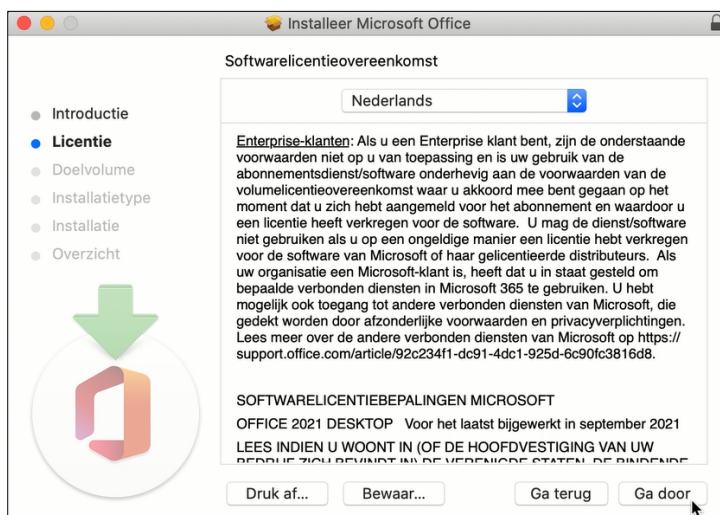 Installeer Microsoft Office
Softwarelicentieovereenkomst
Introductie
Licentie
Doelvolume
Installatietype
Installatie
Overzicht
Nederlands
Enterprise-klanten: Als u een Enterprise klant bent, zijn de onderstaande
voorwaarden niet op u van toepassing en is uw gebruik van de
abonnementsdienst/software onderhevig aan de voorwaarden van de
volumelicentieovereenkomst waar u akkoord mee bent gegaan op het
moment dat u zich hebt aangemeld voor het abonnement en waardoor u
een licentie heeft verkregen voor de software. U mag de dienst/software
niet gebruiken als u op een ongeldige manier een licentie hebt verkregen
voor de software van Microsoft of haar gelicentieerde distributeurs. Als
uw organisatie een Microsoft-klant is, heeft dat u in staat gesteld om
bepaalde verbonden diensten in Microsoft 365 te gebruiken. U hebt
mogelijk ook toegang tot andere verbonden diensten van Microsoft, die
gedekt worden door afzonderlijke voorwaarden en privacyverplichtingen.
Lees meer over de andere verbonden diensten van Microsoft op https://
support.office.com/article/92c234f1-dc91-4dc1-925d-6c90fc3816d8.
SOFTWARELICENTIEBEPALINGEN MICROSOFT
OFFICE 2021 DESKTOP Voor het laatst bijgewerkt in september 2021
LEES INDIEN U WOONT IN (OF DE HOOFDVESTIGING VAN UW
BEDRIJF ZICH BEVINDT IN) DE VERENIGDE STATEN, DE BINDENDE
Druk af...
Bewaar...
Ga terug
Ga door